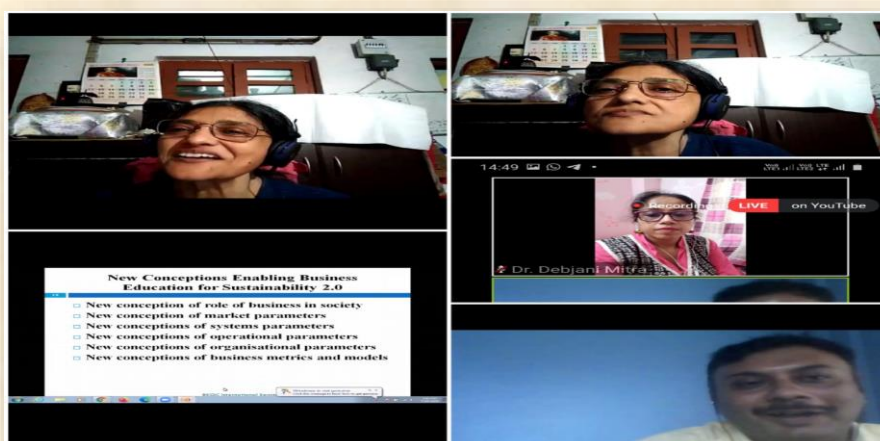 New Conceptions Enabling Business
Education for Sustainability 2.0
New conception of role of business in society
New conception of market parameters
New conceptions of systems parameters
New conceptions of operational parameters
New conceptions of organisational parameters
New conceptions of business metrics and models
14:49
Recording LIVE on YouTube
Dr. Debjani Mitra